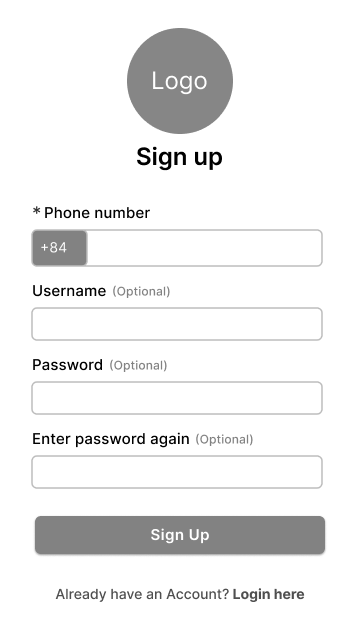 Logo
Sign up
* Phone number
+84
Username (Optional)
Password (Optional)
Enter password again (Optional)
Sign Up
Already have an Account? Login here